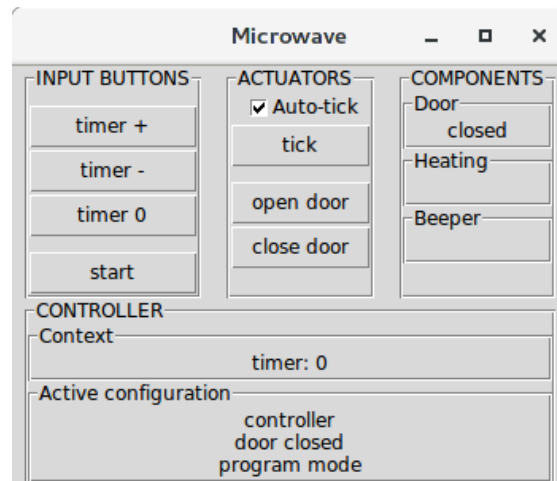 Microwave
INPUT BUTTONS
timer +
timer -
timer 0
start
ACTUATORS
Auto-tick
tick
open door
close door
COMPONENTS
Door
closed
Heating
Beeper
CONTROLLER
Context
timer: 0
Active configuration
controller
door closed
program mode